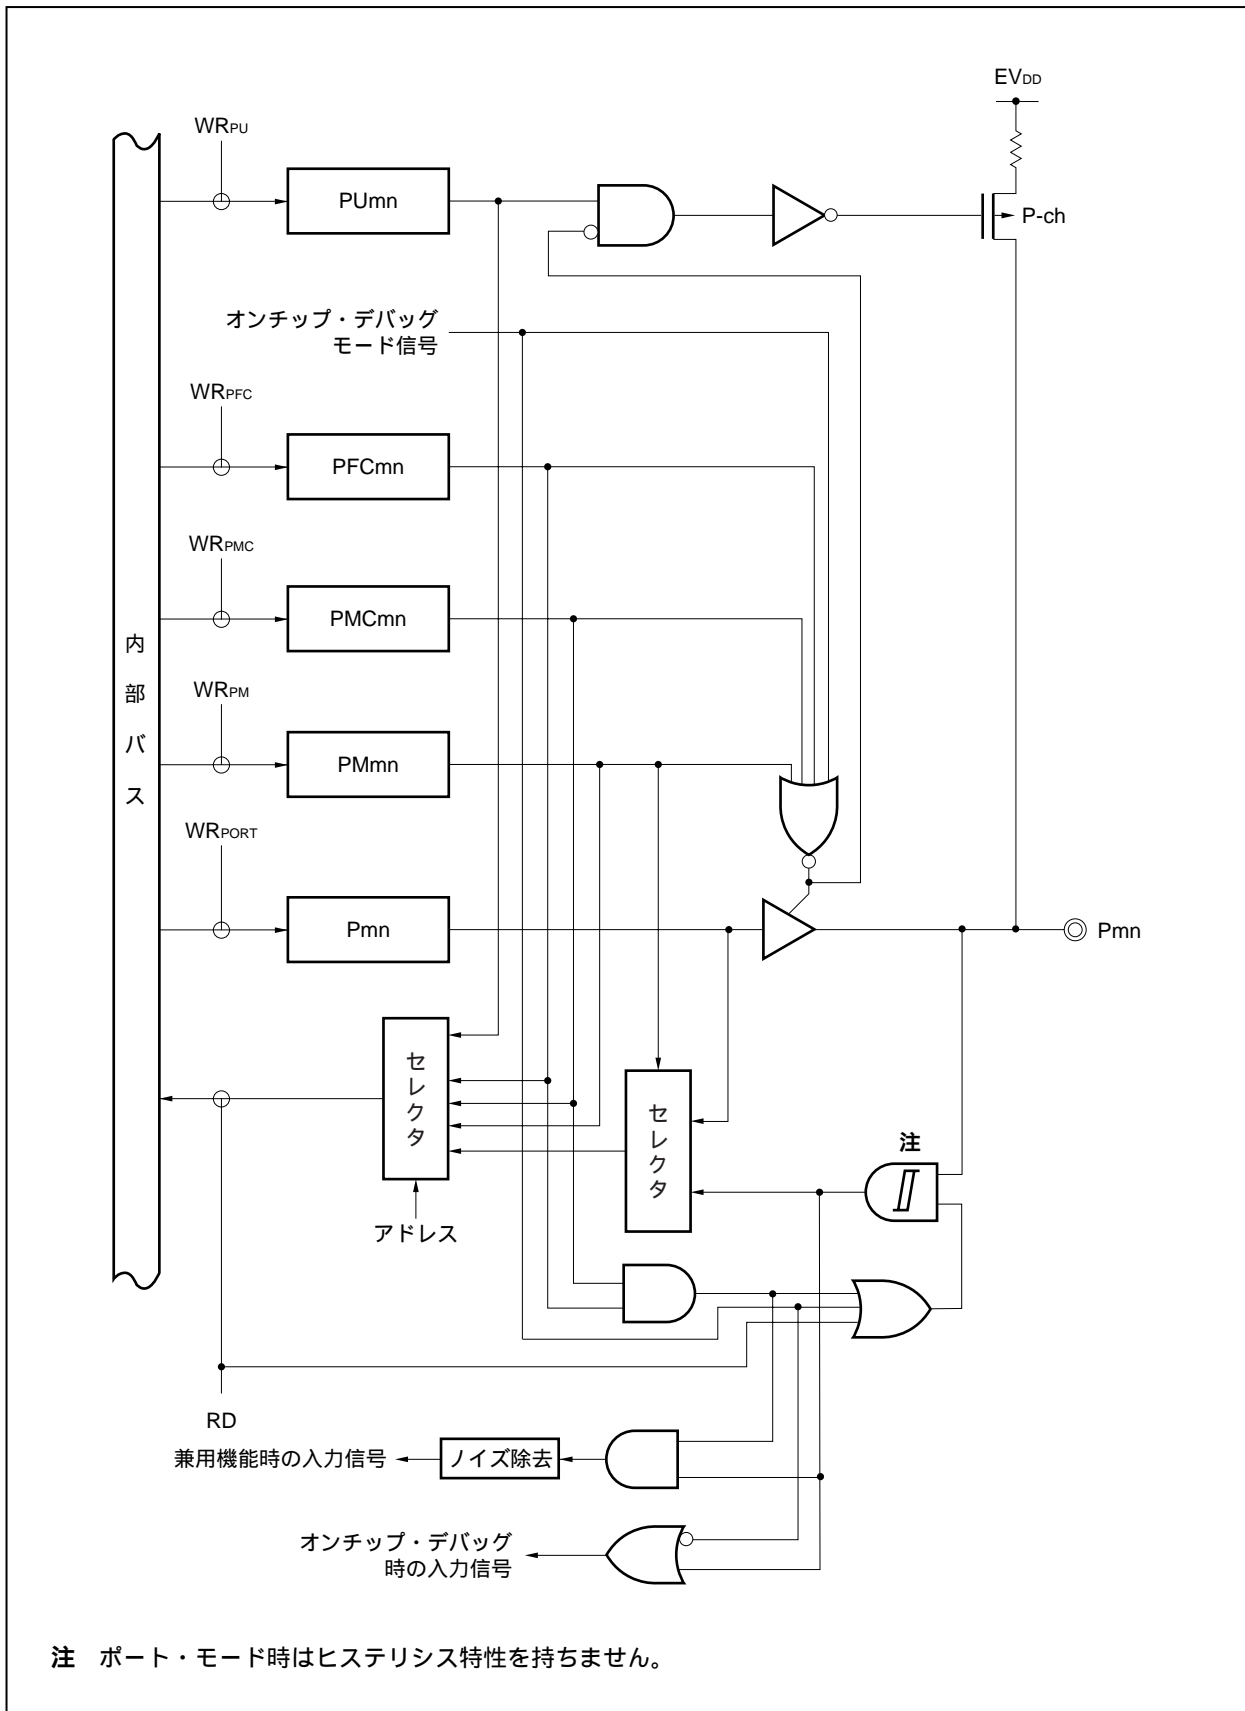 EVDD
WRPU
PUmn
P-ch
オンチップ・デバッグ
モード信号
WRPFC
PFCmn
WRPMC
PMCmn
内部バス
WRPM
PMmn
WRPORT
Pmn
Pmn
セレクタ
セレクタ
注
アドレス
RD
兼用機能時の入力信号
ノイズ除去
オンチップ・デバッグ
時の入力信号
注 ポート・モード時はヒステリシス特性を持ちません。